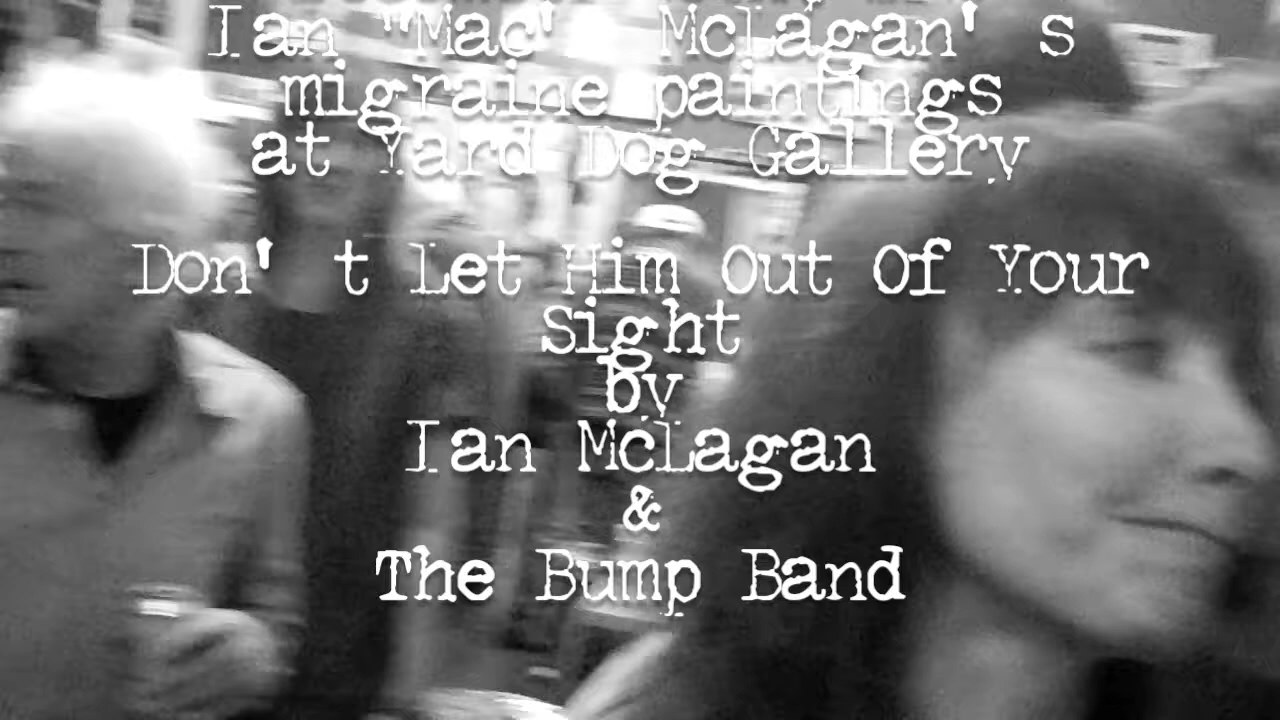 Ian "Mac" McLagan's
migraine paintings
at Yard Dog Gallery
Don't Let Him Out Of Your
Sight
by
Ian McLagan
&
The Bump Band